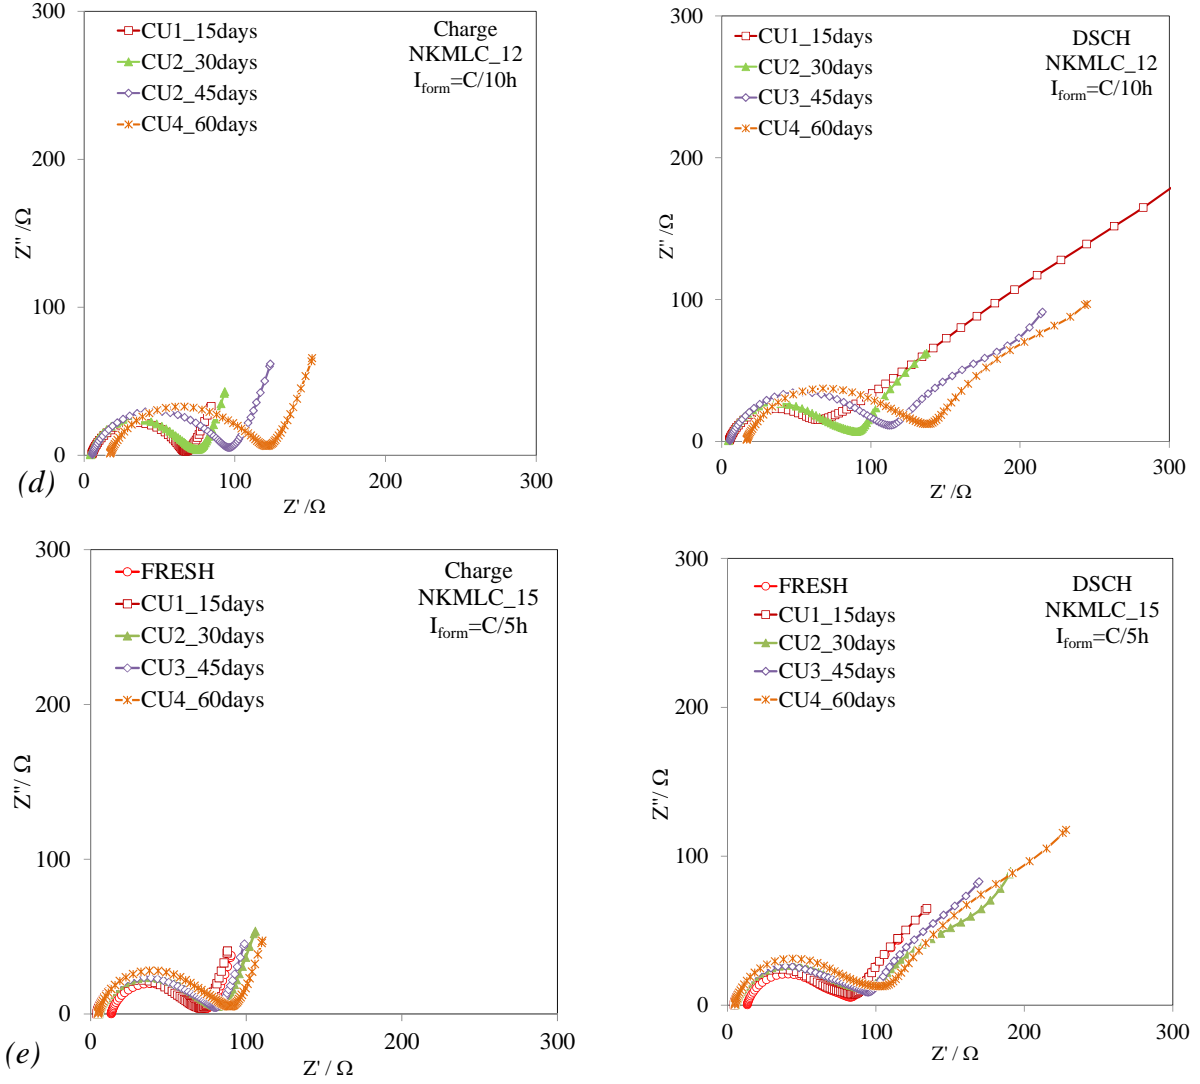 300
200
100
0
0
100
200
300
Z" /Ω
Z' /Ω
CU1_15days
CU2_30days
CU2_45days
CU4_60days
Charge
NKMLC_12
Iform=C/10h
(d)
300
200
100
0
0
100
200
300
Z" /Ω
Z' /Ω
CU1_15days
CU2_30days
CU3_45days
CU4_60days
DSCH
NKMLC_12
Iform=C/10h
300
200
100
0
0
100
200
300
Z"/ Ω
Z' / Ω
FRESH
CU1_15days
CU2_30days
CU3_45days
CU4_60days
Charge
NKMLC_15
Iform=C/5h
(e)
300
200
100
0
0
100
200
300
Z"/ Ω
Z' / Ω
FRESH
CU1_15days
CU2_30days
CU3_45days
CU4_60days
DSCH
NKMLC_15
Iform=C/5h